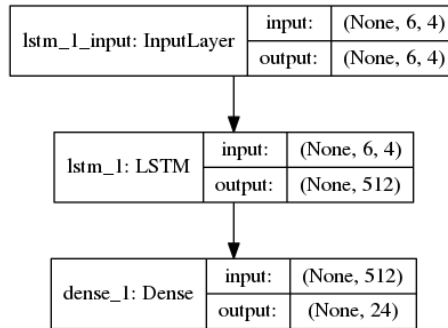 lstm_1_input: InputLayer
input: (None, 6, 4)
output: (None, 6, 4)
lstm_1: LSTM
input: (None, 6, 4)
output: (None, 512)
dense_1: Dense
input: (None, 512)
output: (None, 24)